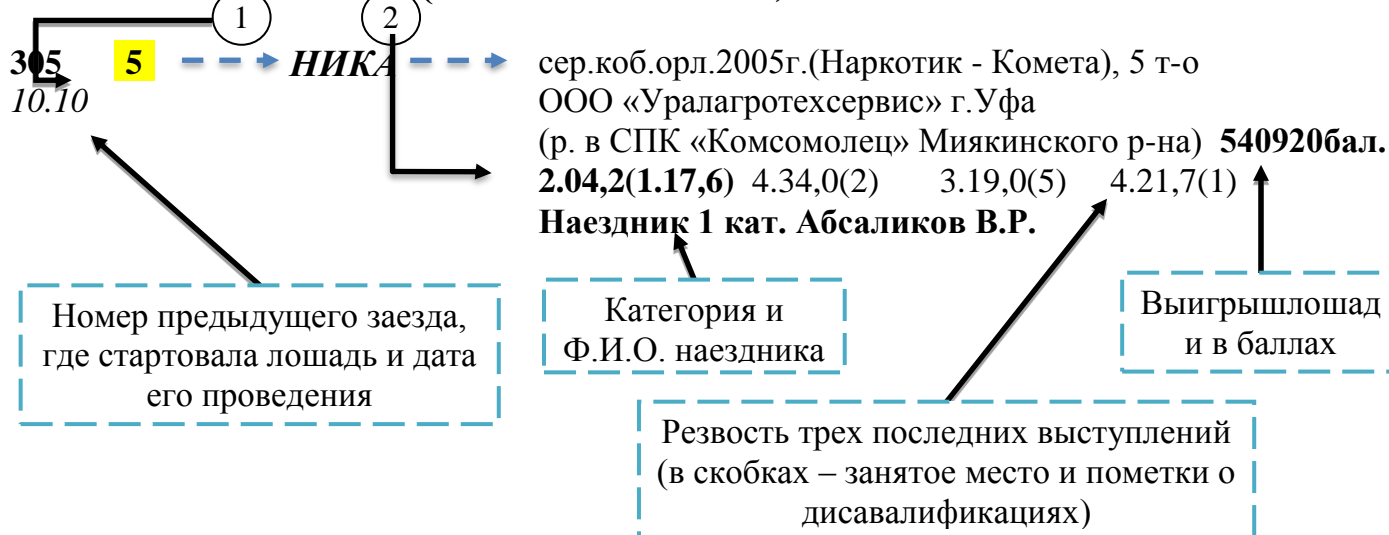 1
2
305 5 НИКА сер.коб.орл.2005г.(Наркотик - Комета), 5 т-о
10.10 ООО «Уралагротехсервис» г.Уфа
(р. в СПК «Комсомолец» Миякинского р-на) 540920бал.
2.04,2(1.17,6) 4.34,0(2) 3.19,0(5) 4.21,7(1)
Наездник 1 кат. Абсаликов В.Р.
Номер предыдущего заезда,
где стартовала лошадь и дата
его проведения
Категория и
Ф.И.О. наездника
Выигрышлошад
и в баллах
Резвость трех последних выступлений
(в скобках – занятое место и пометки о
дисавалификациях)